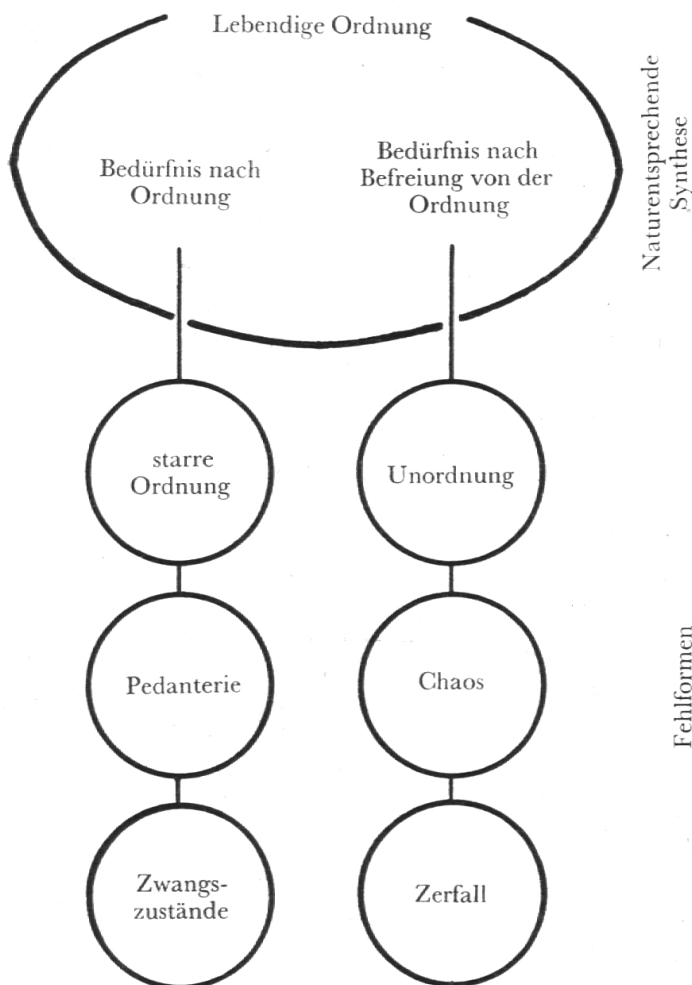 Lebendige Ordnung
Bedürfnis nach
Ordnung
Bedürfnis nach
Befreiung von der
Ordnung
Naturentsprechende
Synthese
starre
Ordnung
Unordnung
Pedanterie
Chaos
Fehlformen
Zwangs-
zustände
Zerfall